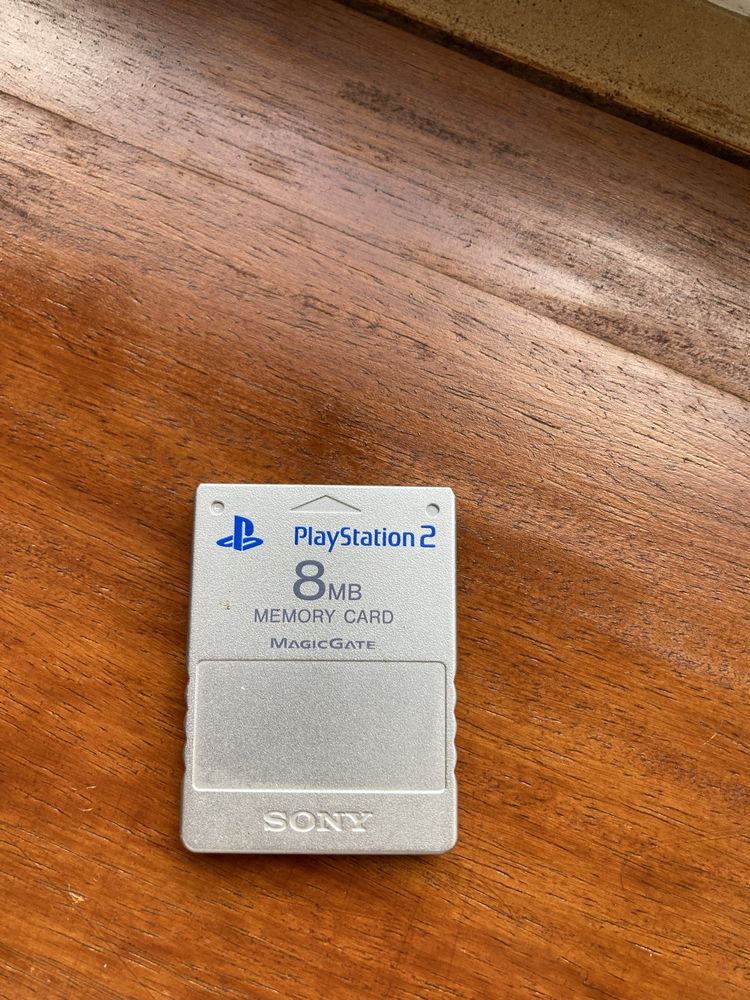 PlayStation 2
8MB
MEMORY CARD
MAGICGATE
SONY